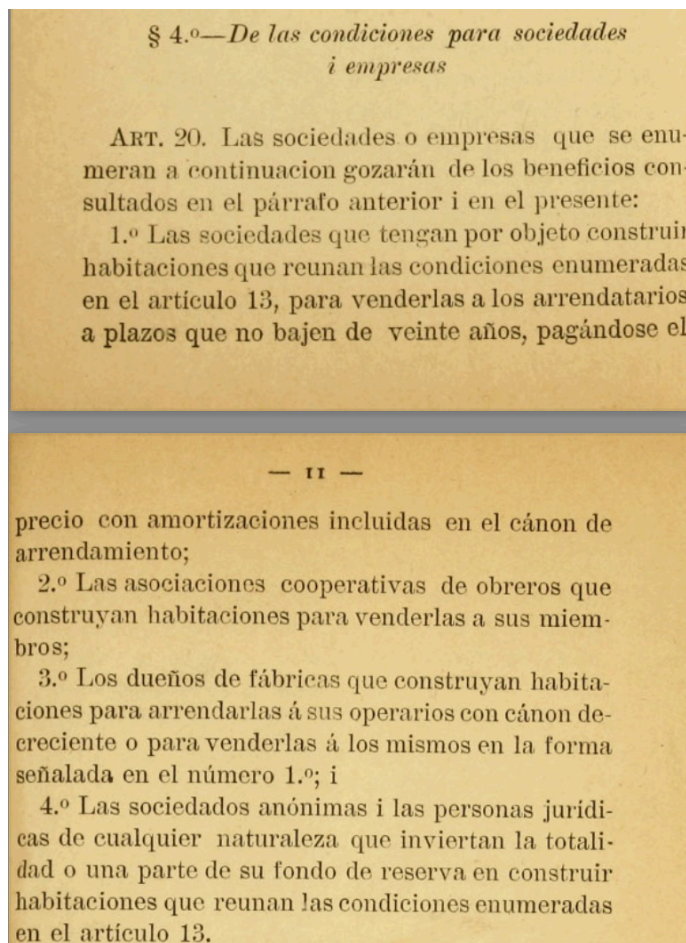 § 4.º—De las condiciones para sociedades
i empresas
ART. 20. Las sociedades o empresas que se enu-
meran a continuacion gozarán de los beneficios con-
sultados en el párrafo anterior i en el presente:
1.º Las sociedades que tengan por objeto construir
habitaciones que reunan las condiciones enumeradas
en el artículo 13, para venderlas a los arrendatarios
a plazos que no bajen de veinte años, pagándose el
— 11 —
precio con amortizaciones incluidas en el cánon de
arrendamiento;
2.º Las asociaciones cooperativas de obreros que
construyan habitaciones para venderlas a sus miem-
bros;
3.º Los dueños de fábricas que construyan habita-
ciones para arrendarlas á sus operarios con cánon de-
creciente o para venderlas á los mismos en la forma
señalada en el número 1.º; i
4.º Las sociedados anónimas i las personas jurídi-
cas de cualquier naturaleza que inviertan la totali-
dad o una parte de su fondo de reserva en construir
habitaciones que reunan las condiciones enumeradas
en el artículo 13.